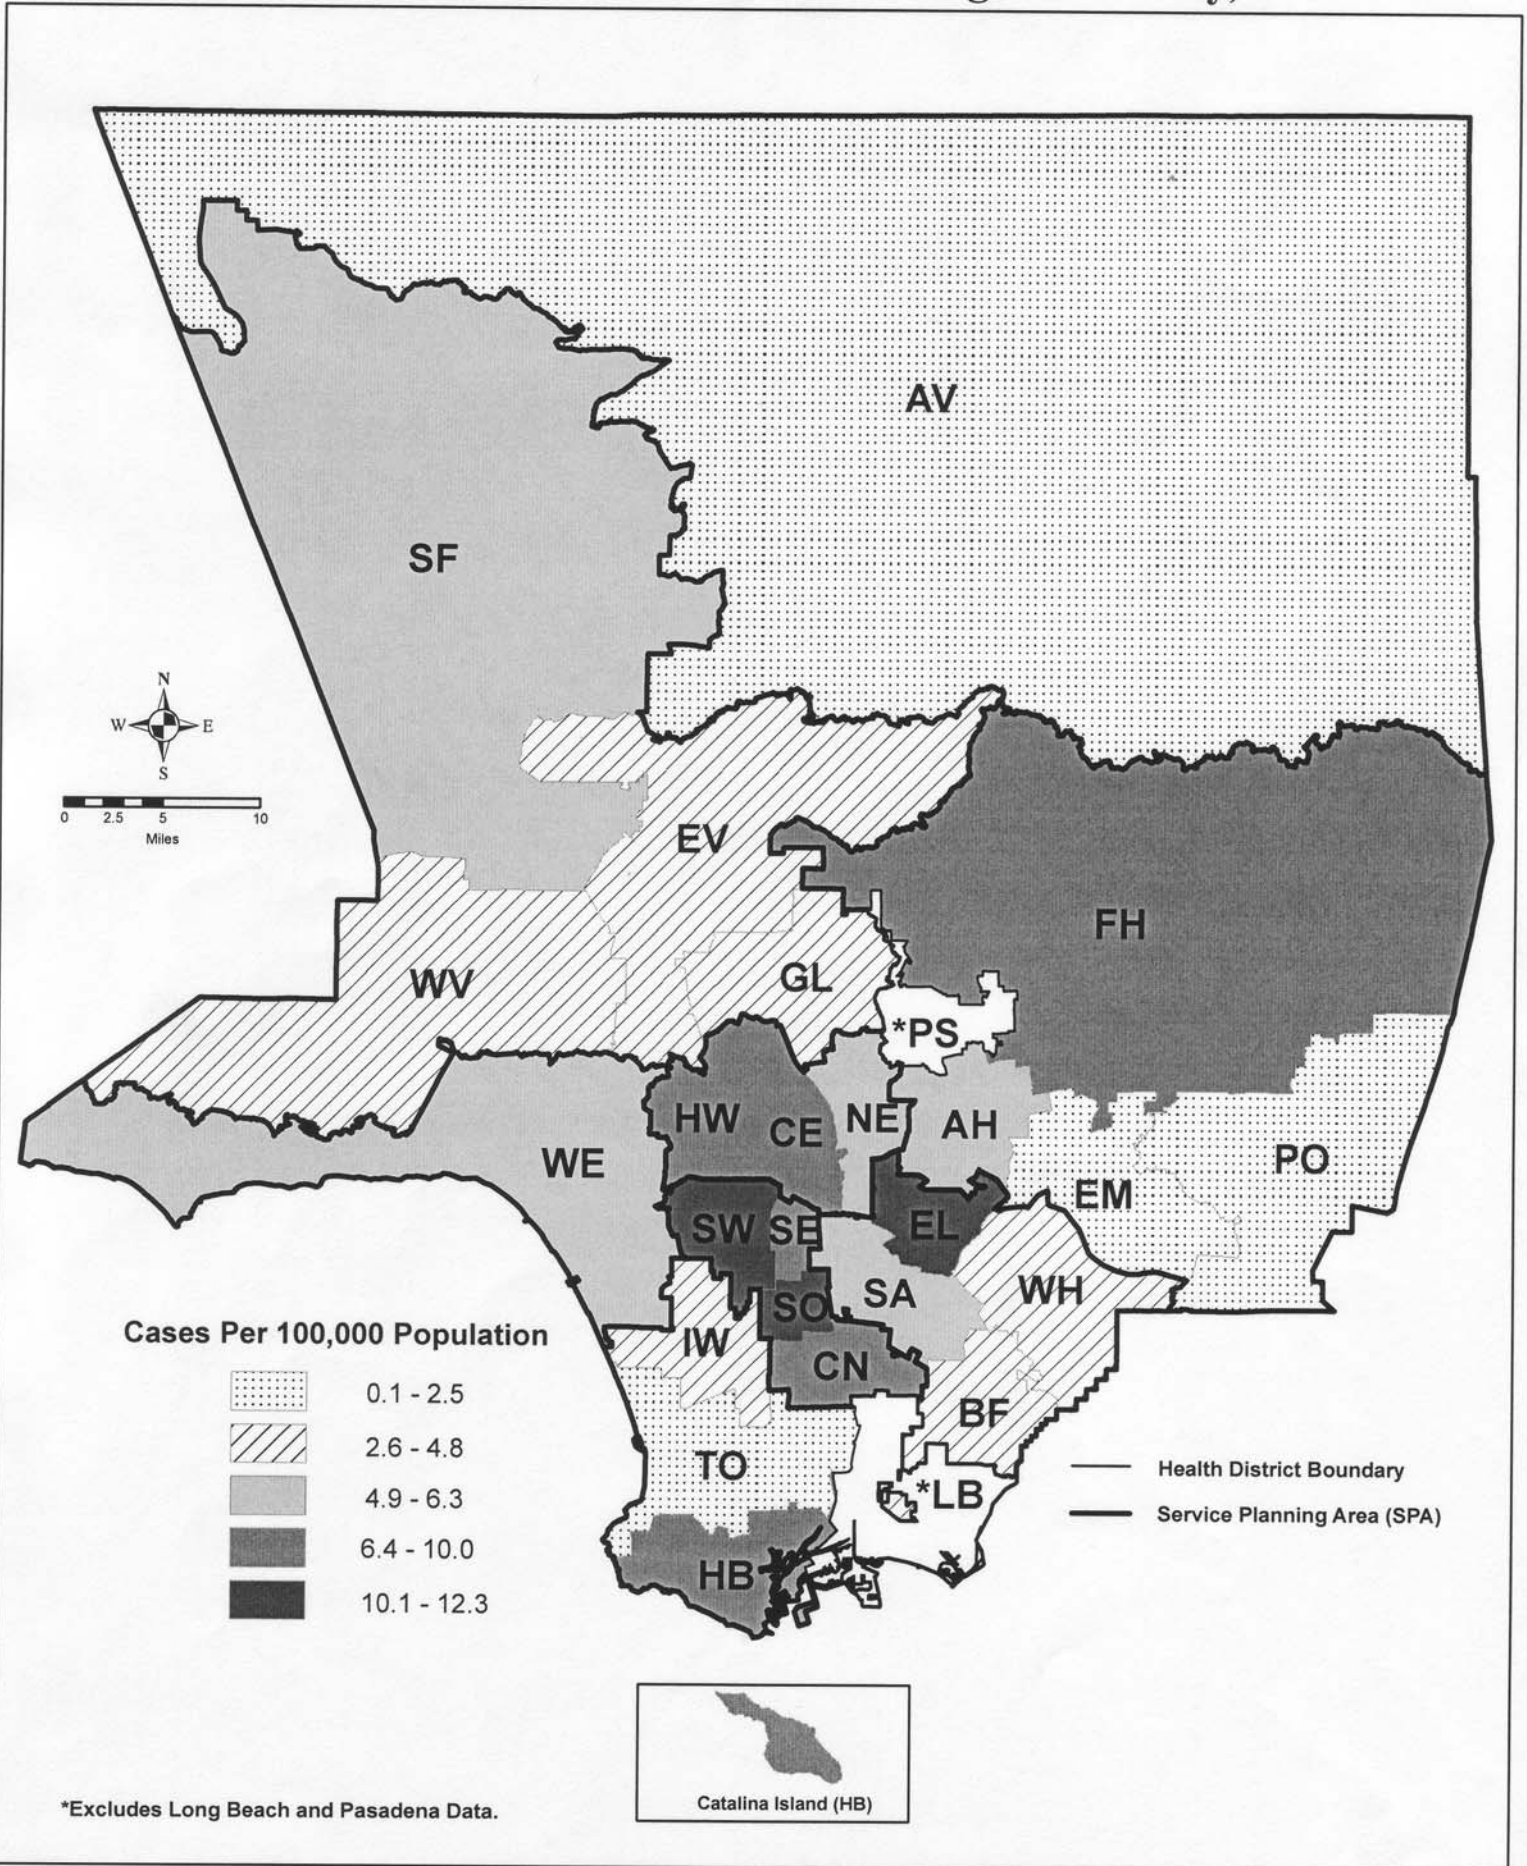 AV
SF
N
W E
S
0 2.5 5 10
Miles
EV
FH
WV
GL
*PS
HW
CE
NE
AH
WE
PO
EM
SW
SE
EL
SA
WH
SO
IW
CN
BF
TO
*LB
HB
Cases Per 100,000 Population
0.1 - 2.5
2.6 - 4.8
4.9 - 6.3
6.4 - 10.0
10.1 - 12.3
Health District Boundary
Service Planning Area (SPA)
Catalina Island (HB)
*Excludes Long Beach and Pasadena Data.